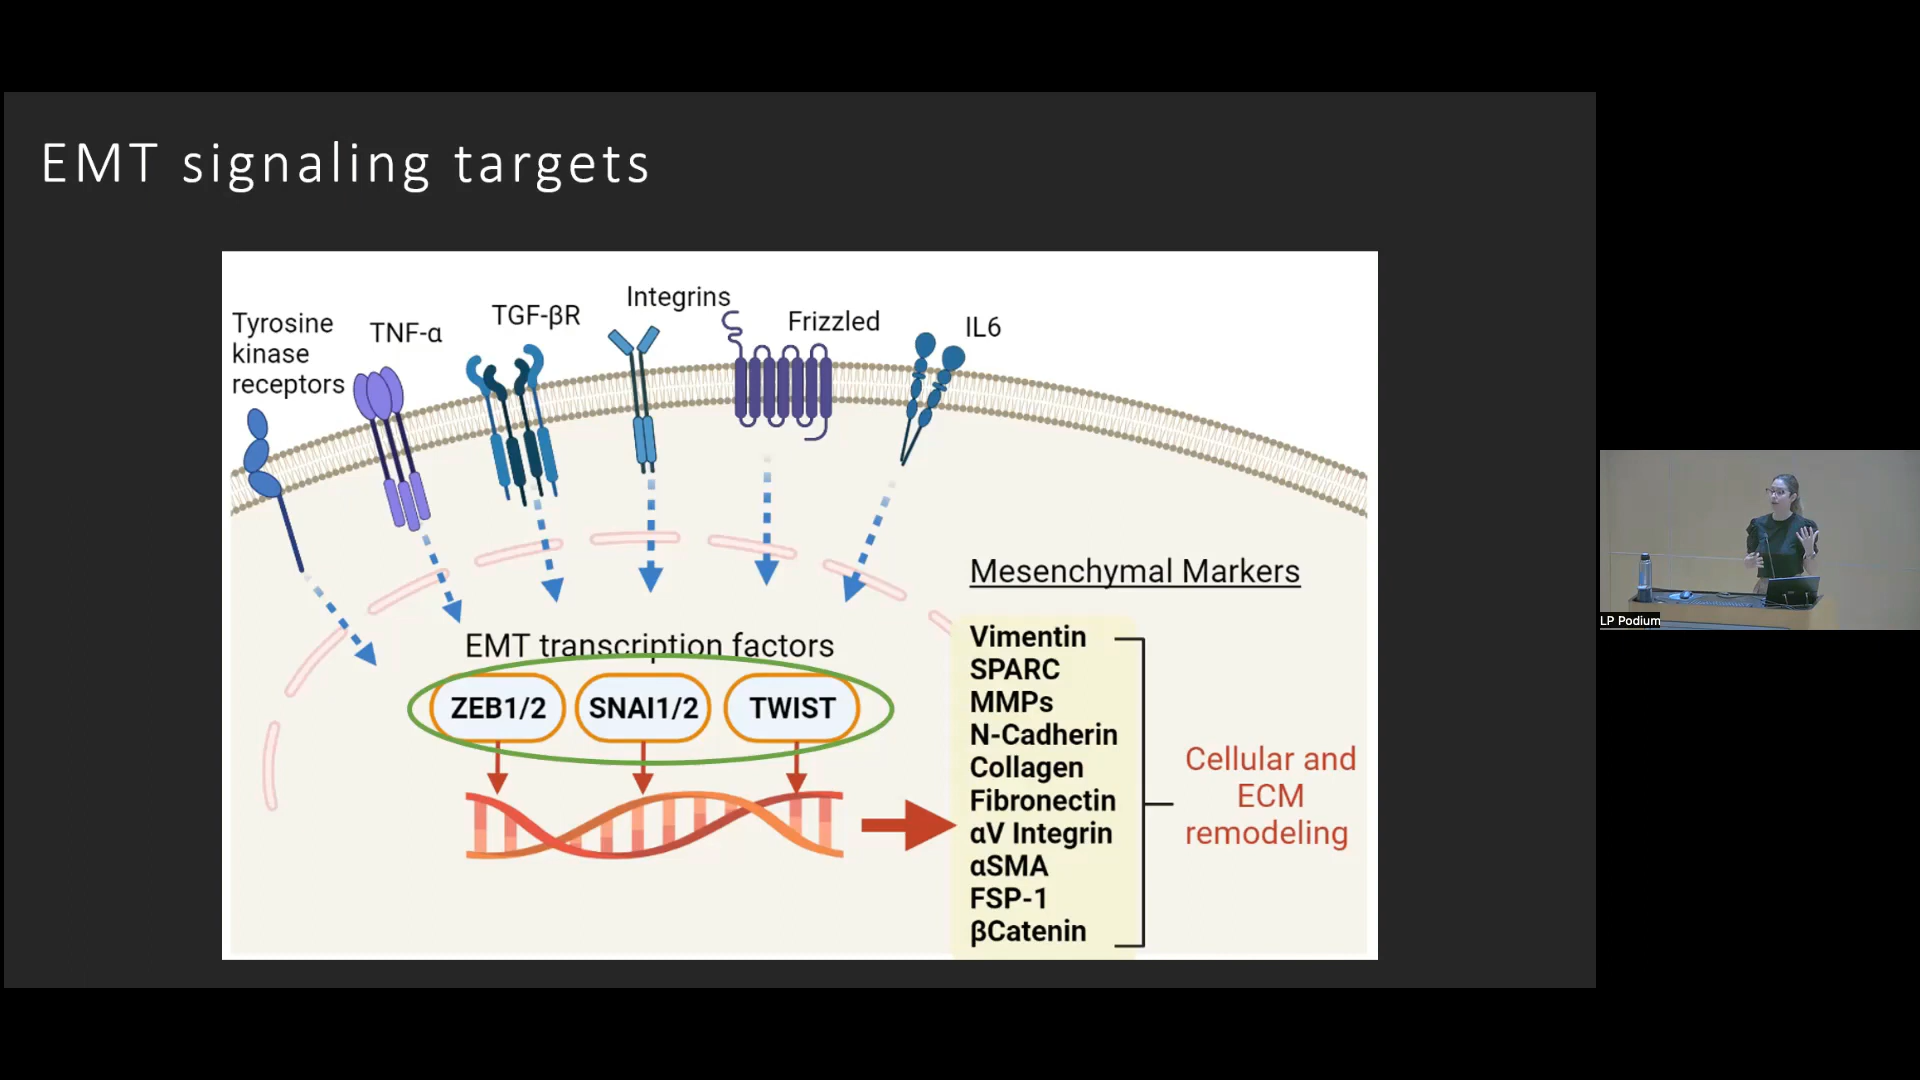 EMT signaling targets
Tyrosine
kinase
receptors
TNF-α
TGF-βR
Integrins
Frizzled
IL6
EMT transcription factors
ZEB1/2
SNAI1/2
TWIST
Mesenchymal Markers
Vimentin
SPARC
MMPs
N-Cadherin
Collagen
Fibronectin
αV Integrin
αSMA
FSP-1
βCatenin
Cellular and
ECM
remodeling
LP Podium